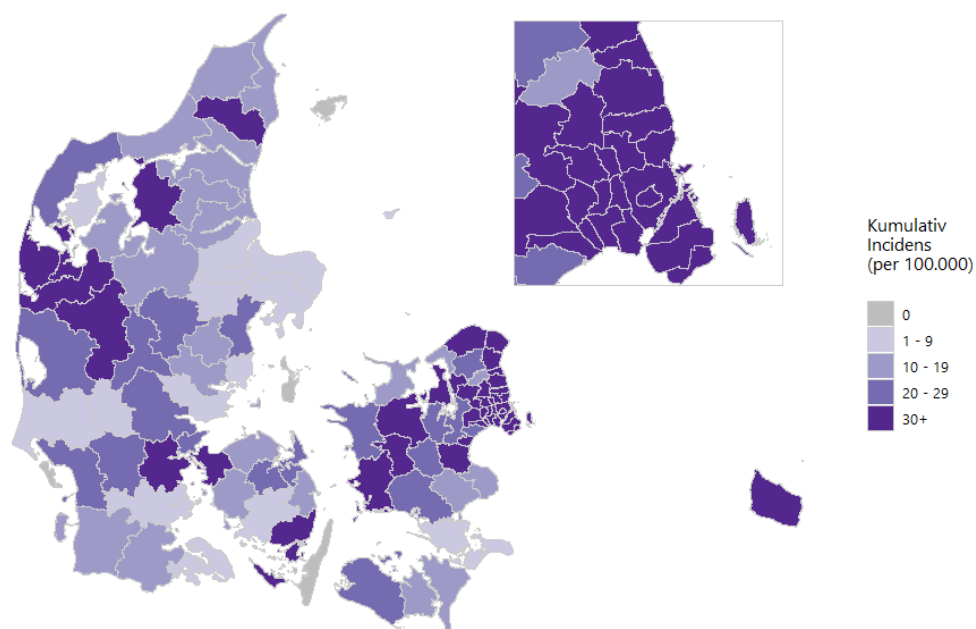 Kumulativ
Incidens
(per 100.000)
0
1 - 9
10 - 19
20 - 29
30+